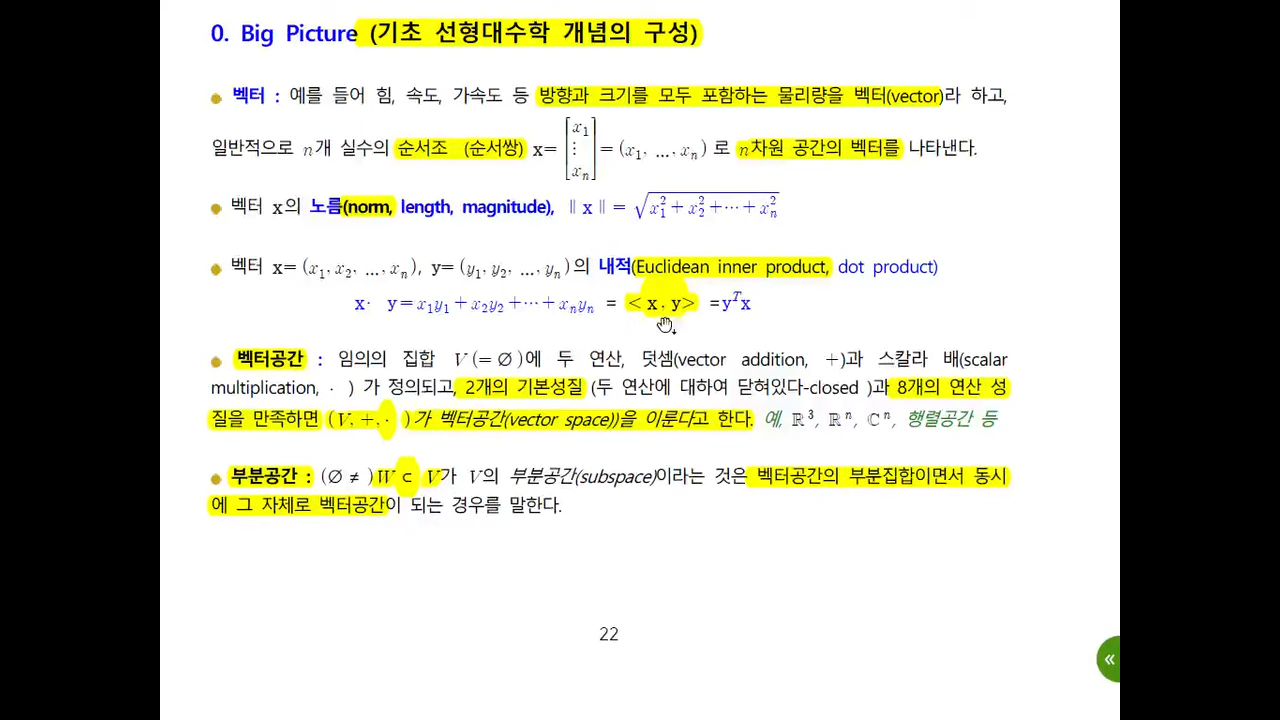 0. Big Picture (기초 선형대수학 개념의 구성)
벡터 : 예를 들어 힘, 속도, 가속도 등 방향과 크기를 모두 포함하는 물리량을 벡터(vector)라 하고,
일반적으로 n개 실수의 순서조 (순서쌍) x= [x₁ ⋮ xₙ] = (x₁, …, xₙ) 로 n차원 공간의 벡터를 나타낸다.
벡터 x의 노름(norm, length, magnitude), ‖x‖ = √(x₁² + x₂² + ⋯ + xₙ²)
벡터 x= (x₁, x₂, …, xₙ), y= (y₁, y₂, …, yₙ)의 내적(Euclidean inner product, dot product)
x· y = x₁y₁ + x₂y₂ + ⋯ + xₙyₙ = < x , y> =yᵀx
벡터공간 : 임의의 집합 V(=∅)에 두 연산, 덧셈(vector addition, +)과 스칼라 배(scalar
multiplication, · ) 가 정의되고, 2개의 기본성질 (두 연산에 대하여 닫혀있다-closed )과 8개의 연산 성
질을 만족하면 (V, +, · )가 벡터공간(vector space))을 이룬다고 한다. 예, ℝ³, ℝⁿ, ℂⁿ, 행렬공간 등
부분공간 : (∅ ≠ )W ⊂ V가 V의 부분공간(subspace)이라는 것은 벡터공간의 부분집합이면서 동시
에 그 자체로 벡터공간이 되는 경우를 말한다.
22
«